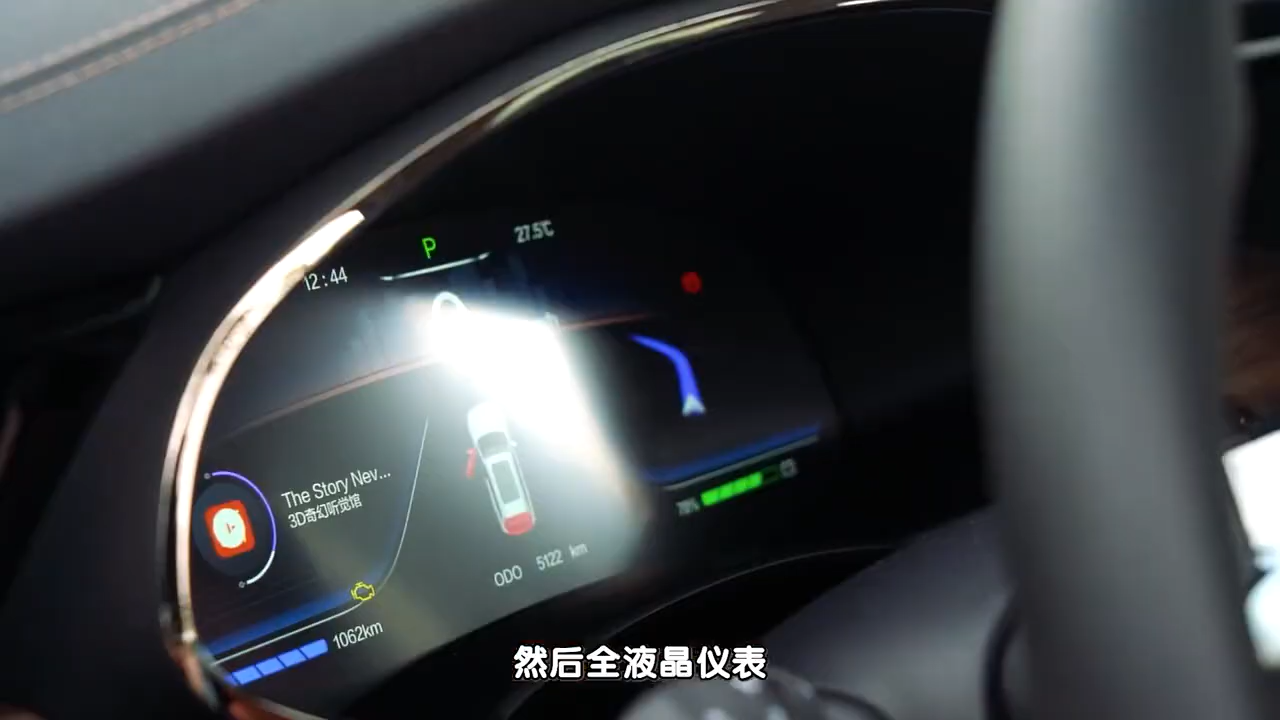 P
27.5℃
12:44
The Story Nev...
3D奇幻听觉馆
78%
ODO 5122 km
1062km
然后全液晶仪表